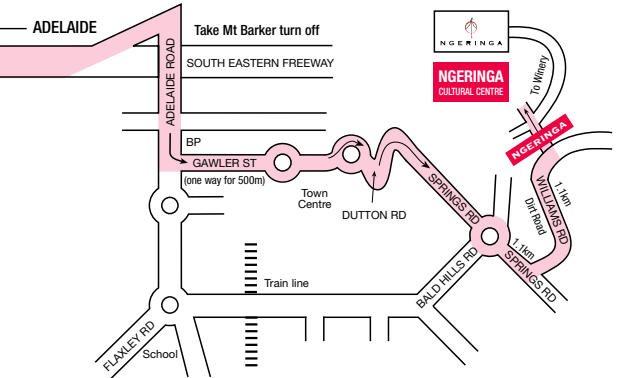 ADELAIDE
Take Mt Barker turn off
SOUTH EASTERN FREEWAY
ADELAIDE ROAD
NGERINGA
NGERINGA
CULTURAL CENTRE
To Winery
NGERINGA
BP
GAWLER ST
(one way for 500m)
Town
Centre
DUTTON RD
SPRINGS RD
1.1km
WILLIAMS RD
Dirt Road
1.1km
SPRINGS RD
BALD HILLS RD
Train line
FLAXLEY RD
School